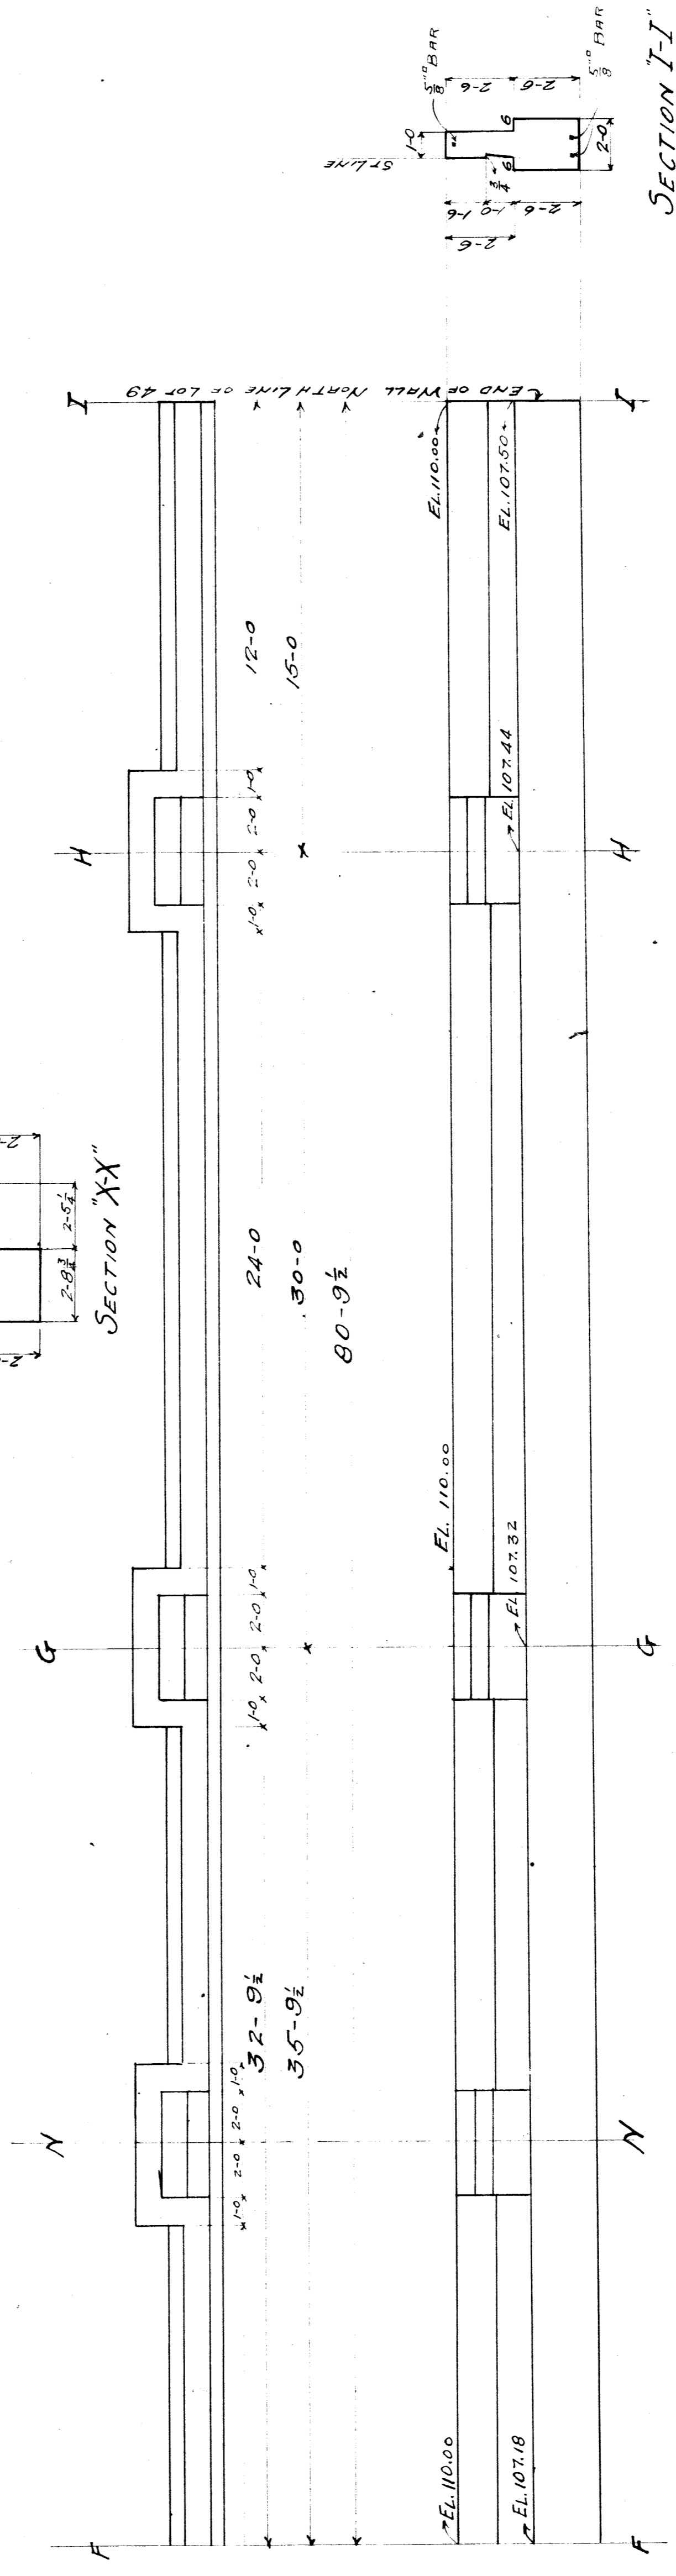 SECTION "X-X"
2-8 3/4
2-5 1/4
2-
2-
F
N
G
H
I
1-0 2-0 2-0 1-0
32-9 1/2
1-0 2-0 2-0 1-0
24-0
1-0 2-0 2-0 1-0
12-0
35-9 1/2
30-0
15-0
80-9 1/2
NORTH LINE OF LOT 49
END OF WALL
EL. 110.00
EL. 110.00
EL. 110.00
EL. 107.18
EL. 107.32
EL. 107.44
EL. 107.50
F
N
G
H
I
ST LINE
1-0
5/8"□ BAR
2-6
1-6
1-0
2-6
3/4
6
6
2-6
2-6
2-0
5/8"□ BAR
SECTION "I-I"